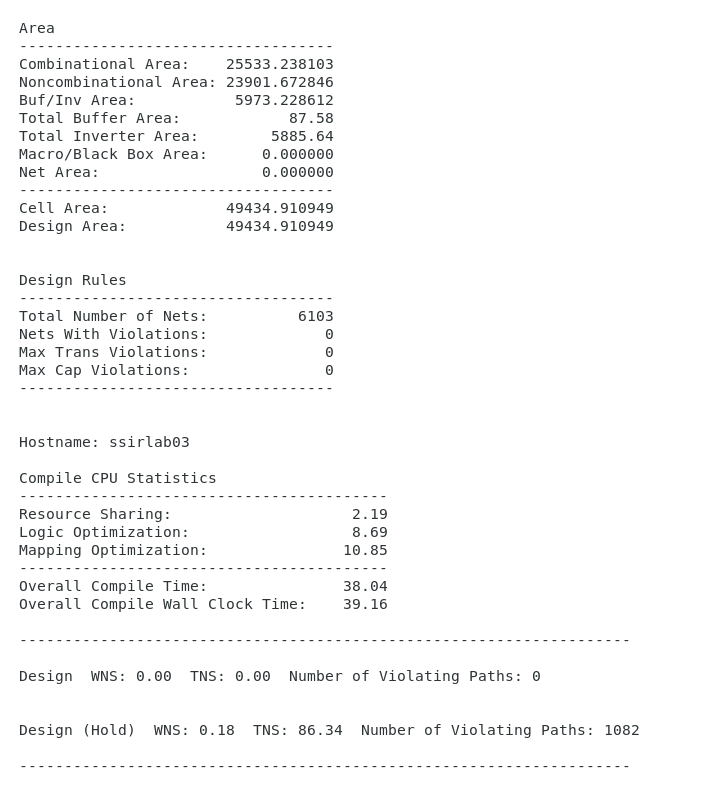 Area
-----------------------------------
Combinational Area:    25533.238103
Noncombinational Area: 23901.672846
Buf/Inv Area:           5973.228612
Total Buffer Area:            87.58
Total Inverter Area:        5885.64
Macro/Black Box Area:      0.000000
Net Area:                  0.000000
-----------------------------------
Cell Area:             49434.910949
Design Area:           49434.910949
Design Rules
-----------------------------------
Total Number of Nets:          6103
Nets With Violations:             0
Max Trans Violations:             0
Max Cap Violations:               0
-----------------------------------
Hostname: ssirlab03
Compile CPU Statistics
-----------------------------------------
Resource Sharing:                    2.19
Logic Optimization:                  8.69
Mapping Optimization:               10.85
-----------------------------------------
Overall Compile Time:               38.04
Overall Compile Wall Clock Time:    39.16
--------------------------------------------------------------------
Design  WNS: 0.00  TNS: 0.00  Number of Violating Paths: 0
Design (Hold)  WNS: 0.18  TNS: 86.34  Number of Violating Paths: 1082
--------------------------------------------------------------------